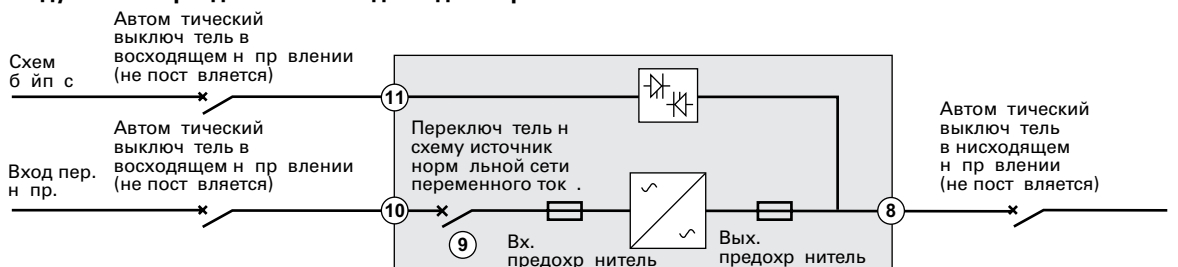 Автом тический
выключ тель в
восходящем н пр влении
(не пост вляется)
Схем
б йп с
11
Автом тический
выключ тель в
восходящем н пр влении
(не пост вляется)
Вход пер.
н пр.
Переключ тель н
схему источник
норм льной сети
переменного ток .
10
9
Вх.
предохр нитель
Вых.
предохр нитель
8
Автом тический
выключ тель
в нисходящем
н пр влении
(не пост вляется)